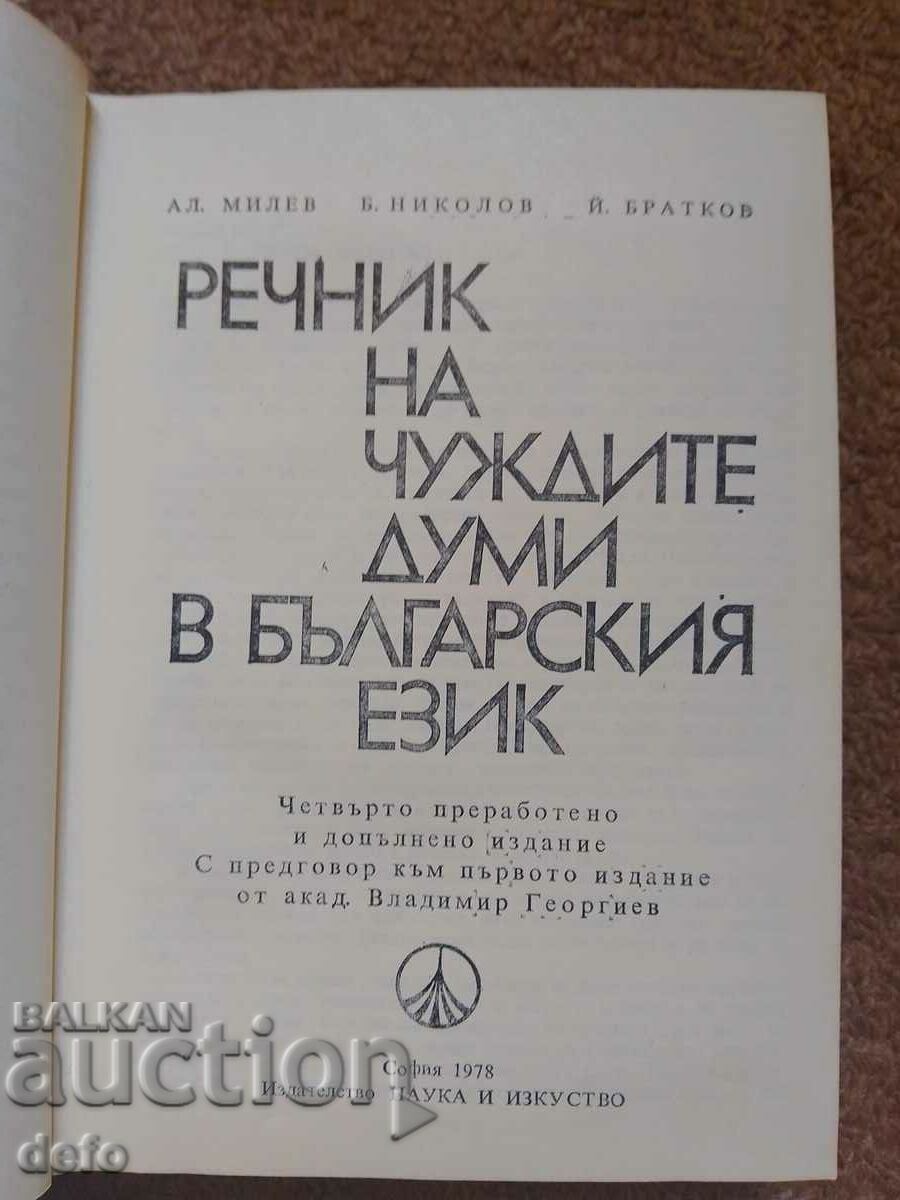 АЛ. МИЛЕВ Б. НИКОЛОВ Й. БРАТКОВ
РЕЧНИК
НА
ЧУЖДИТЕ
ДУМИ
В БЪЛГАРСКИЯ
ЕЗИК
Четвърто преработено
и допълнено издание
С предговор към първото издание
от акад. Владимир Георгиев
София 1978
Издателство НАУКА И ИЗКУСТВО
BALKAN
auction
defo